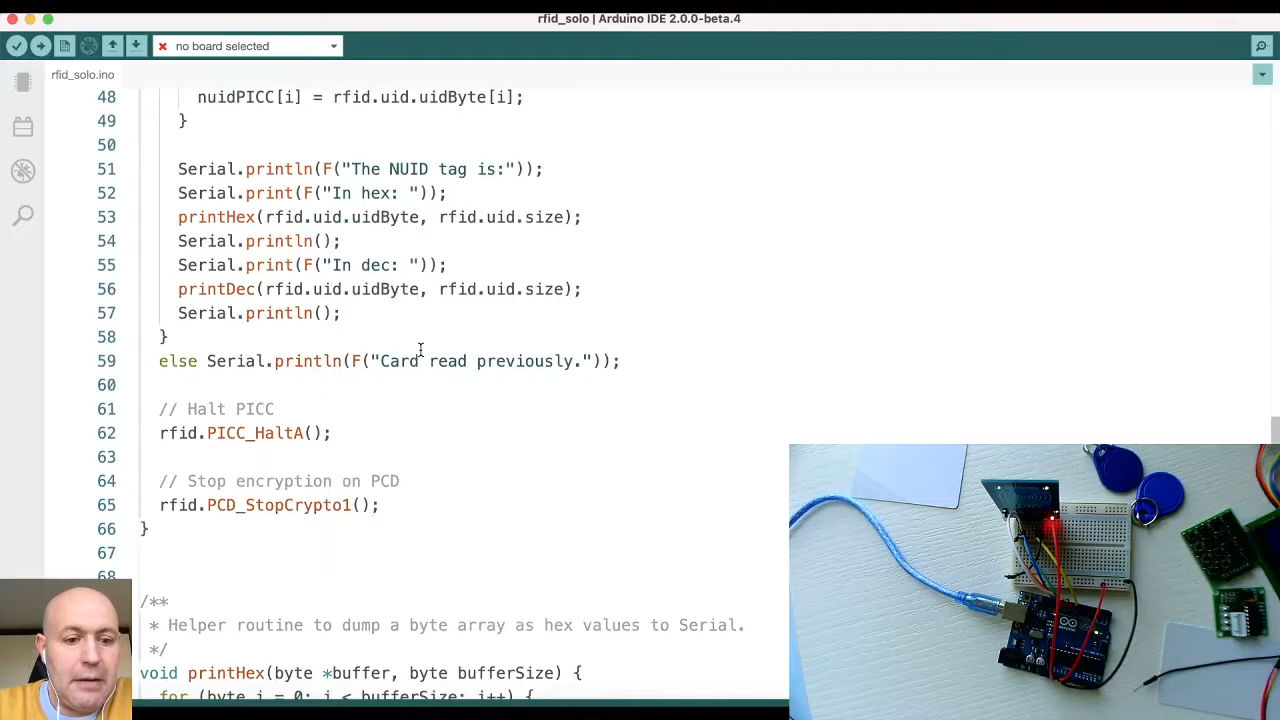 rfid_solo | Arduino IDE 2.0.0-beta.4
no board selected
rfid_solo.ino
48 nuidPICC[i] = rfid.uid.uidByte[i];
49 }
50
51 Serial.println(F("The NUID tag is:"));
52 Serial.print(F("In hex: "));
53 printHex(rfid.uid.uidByte, rfid.uid.size);
54 Serial.println();
55 Serial.print(F("In dec: "));
56 printDec(rfid.uid.uidByte, rfid.uid.size);
57 Serial.println();
58 }
59 else Serial.println(F("Card read previously."));
60
61 // Halt PICC
62 rfid.PICC_HaltA();
63
64 // Stop encryption on PCD
65 rfid.PCD_StopCrypto1();
66 }
67
68
/**
* Helper routine to dump a byte array as hex values to Serial.
*/
void printHex(byte *buffer, byte bufferSize) {
for (byte i = 0; i < bufferSize; i++) {